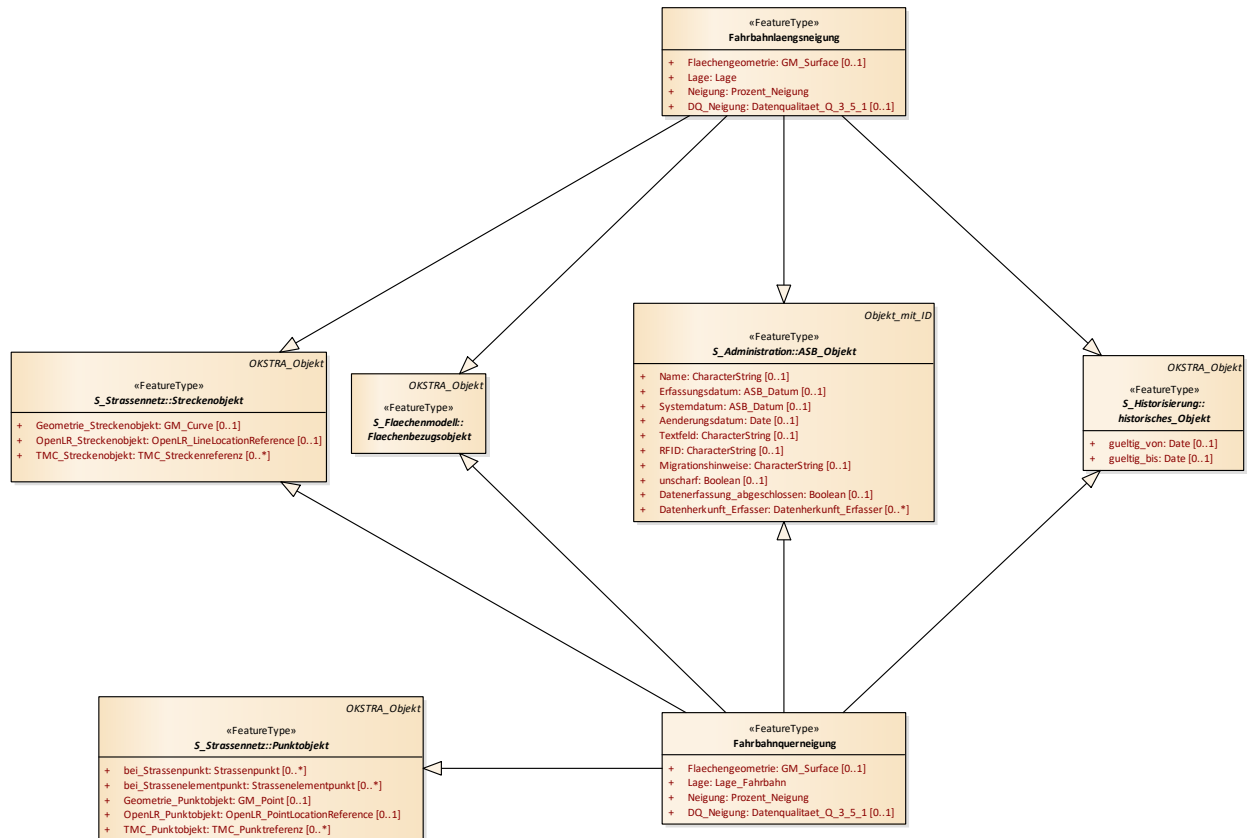 «FeatureType»
Fahrbahnlaengsneigung
+ Flaechengeometrie: GM_Surface [0..1]
+ Lage: Lage
+ Neigung: Prozent_Neigung
+ DQ_Neigung: Datenqualitaet_Q_3_5_1 [0..1]
OKSTRA_Objekt
«FeatureType»
S_Strassennetz::Streckenobjekt
+ Geometrie_Streckenobjekt: GM_Curve [0..1]
+ OpenLR_Streckenobjekt: OpenLR_LineLocationReference [0..1]
+ TMC_Streckenobjekt: TMC_Streckenreferenz [0..*]
OKSTRA_Objekt
«FeatureType»
S_Flaechenmodell::
Flaechenbezugsobjekt
Objekt_mit_ID
«FeatureType»
S_Administration::ASB_Objekt
+ Name: CharacterString [0..1]
+ Erfassungsdatum: ASB_Datum [0..1]
+ Systemdatum: ASB_Datum [0..1]
+ Aenderungsdatum: Date [0..1]
+ Textfeld: CharacterString [0..1]
+ RFID: CharacterString [0..1]
+ Migrationshinweise: CharacterString [0..1]
+ unscharf: Boolean [0..1]
+ Datenerfassung_abgeschlossen: Boolean [0..1]
+ Datenherkunft_Erfasser: Datenherkunft_Erfasser [0..*]
OKSTRA_Objekt
«FeatureType»
S_Historisierung::
historisches_Objekt
+ gueltig_von: Date [0..1]
+ gueltig_bis: Date [0..1]
OKSTRA_Objekt
«FeatureType»
S_Strassennetz::Punktobjekt
+ bei_Strassenpunkt: Strassenpunkt [0..*]
+ bei_Strassenelementpunkt: Strassenelementpunkt [0..*]
+ Geometrie_Punktobjekt: GM_Point [0..1]
+ OpenLR_Punktobjekt: OpenLR_PointLocationReference [0..1]
+ TMC_Punktobjekt: TMC_Punktreferenz [0..*]
«FeatureType»
Fahrbahnquerneigung
+ Flaechengeometrie: GM_Surface [0..1]
+ Lage: Lage_Fahrbahn
+ Neigung: Prozent_Neigung
+ DQ_Neigung: Datenqualitaet_Q_3_5_1 [0..1]